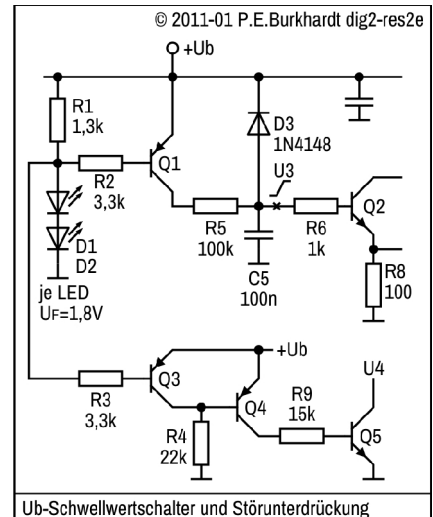 © 2011-01 P.E.Burkhardt dig2-res2e
+Ub
R1
1,3k
D3
1N4148
U3
Q1
R2
3,3k
Q2
R5
100k
R6
1k
C5
100n
D1
D2
R8
100
je LED
UF=1,8V
+Ub
U4
Q3
Q4
R9
15k
R3
3,3k
R4
22k
Q5
Ub-Schwellwertschalter und Störunterdrückung